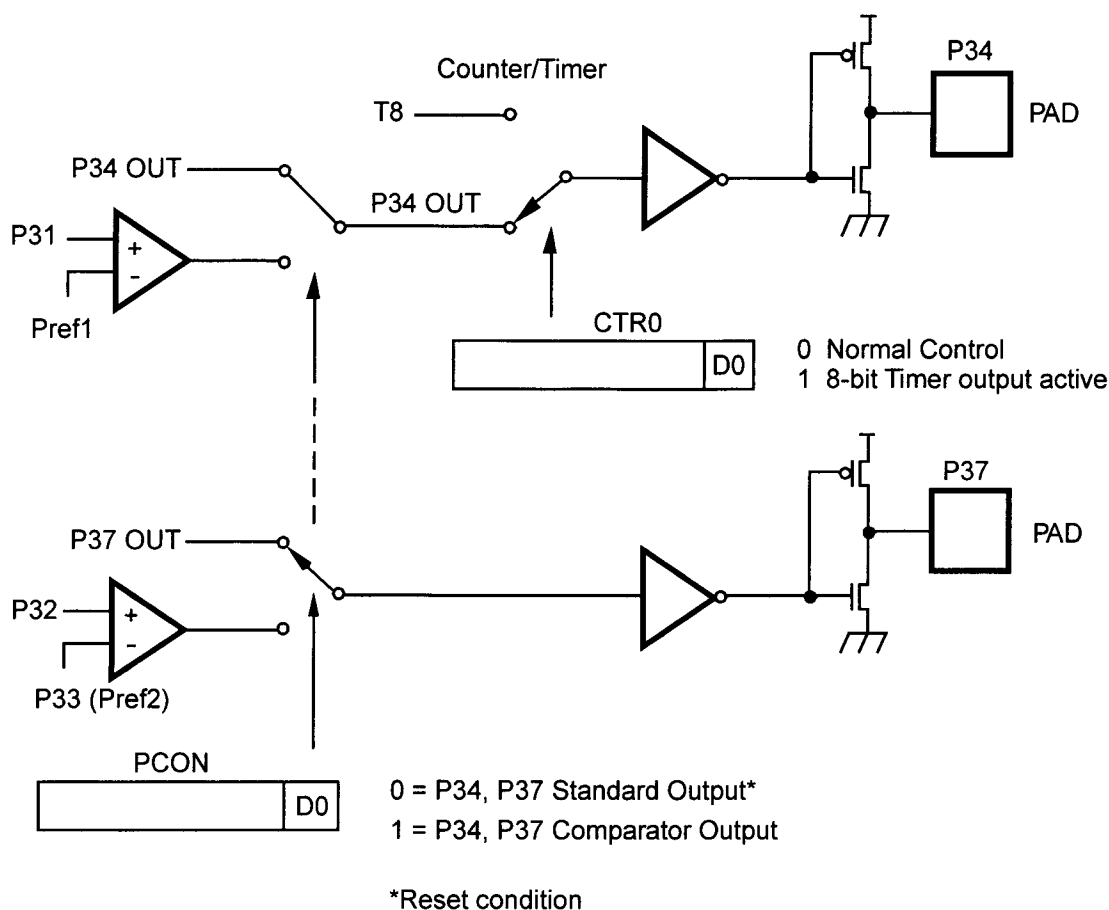 P34
Counter/Timer
T8
PAD
P34 OUT
P34 OUT
P31
+
-
Pref1
CTR0
D0
0 Normal Control
1 8-bit Timer output active
P37
P37 OUT
PAD
P32
+
-
P33 (Pref2)
PCON
D0
0 = P34, P37 Standard Output*
1 = P34, P37 Comparator Output
*Reset condition